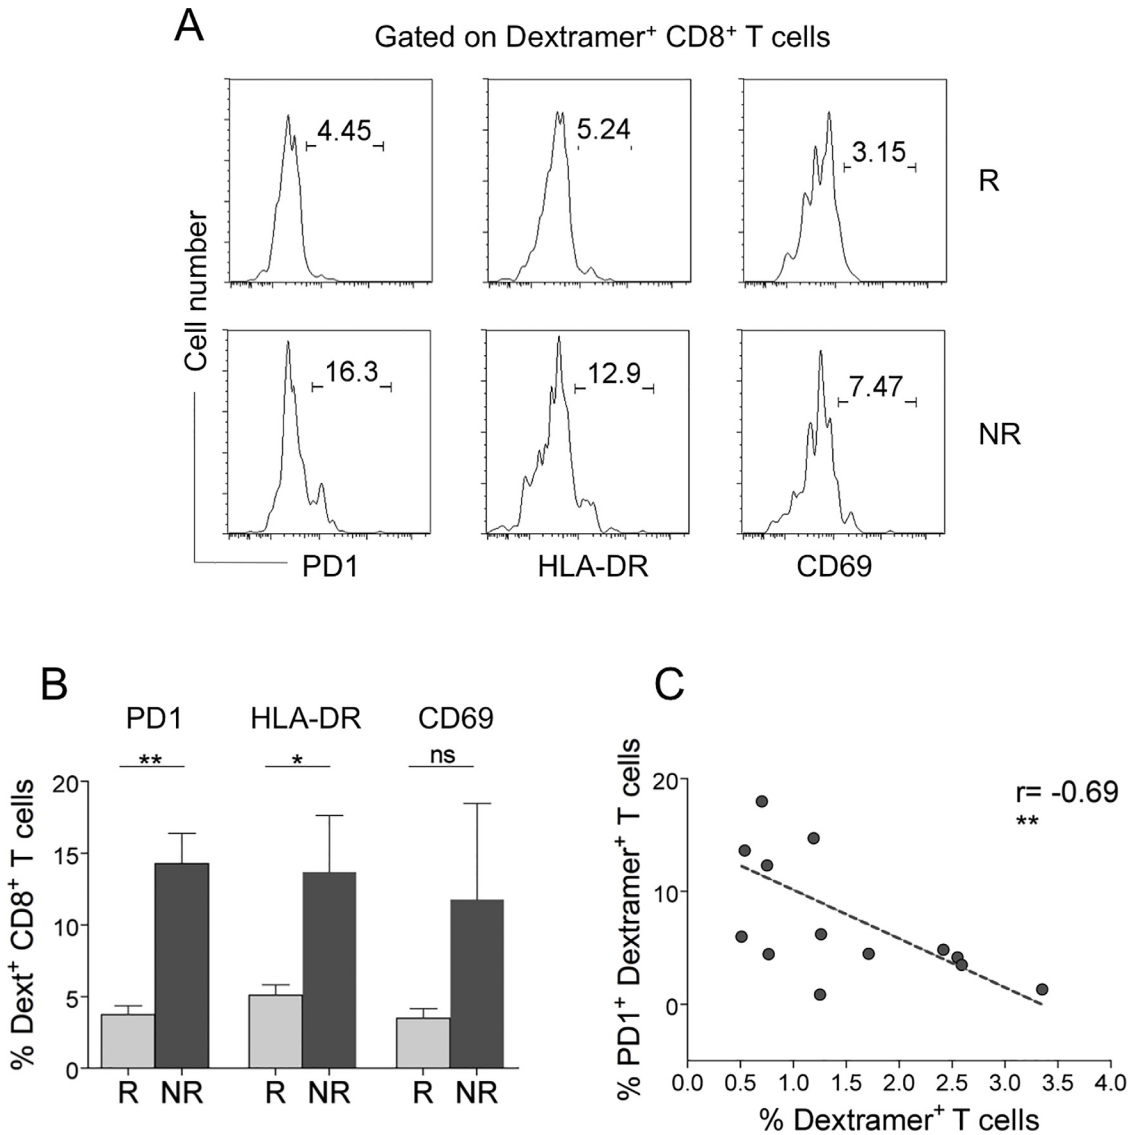 A
Gated on Dextramer⁺ CD8⁺ T cells
4.45
5.24
3.15
R
Cell number
16.3
12.9
7.47
NR
PD1
HLA-DR
CD69
B
PD1
HLA-DR
CD69
**
*
ns
% Dext⁺ CD8⁺ T cells
20
15
10
5
0
R
NR
R
NR
R
NR
C
% PD1⁺ Dextramer⁺ T cells
r= -0.69
**
20
10
0
0.0
0.5
1.0
1.5
2.0
2.5
3.0
3.5
4.0
% Dextramer⁺ T cells